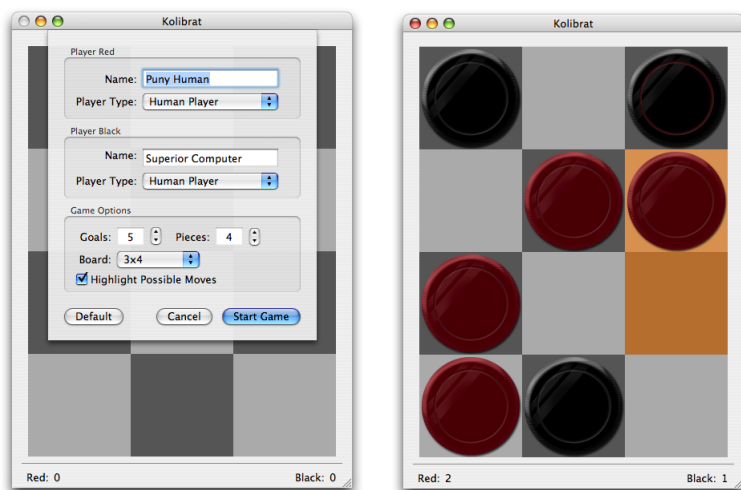 Kolibrat
Player Red
Name: Puny Human
Player Type: Human Player
Player Black
Name: Superior Computer
Player Type: Human Player
Game Options
Goals: 5 Pieces: 4
Board: 3x4
Highlight Possible Moves
Default Cancel Start Game
Red: 0 Black: 0
Kolibrat
Red: 2 Black: 1